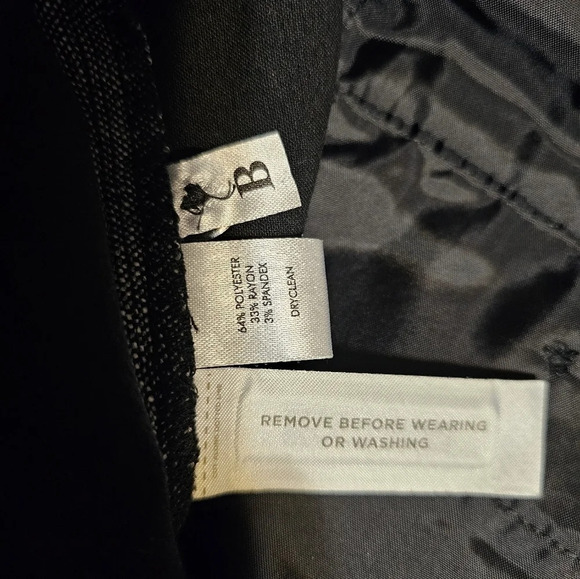 B
64% POLYESTER
33% RAYON
3% SPANDEX
DRYCLEAN
REMOVE BEFORE WEARING
OR WASHING